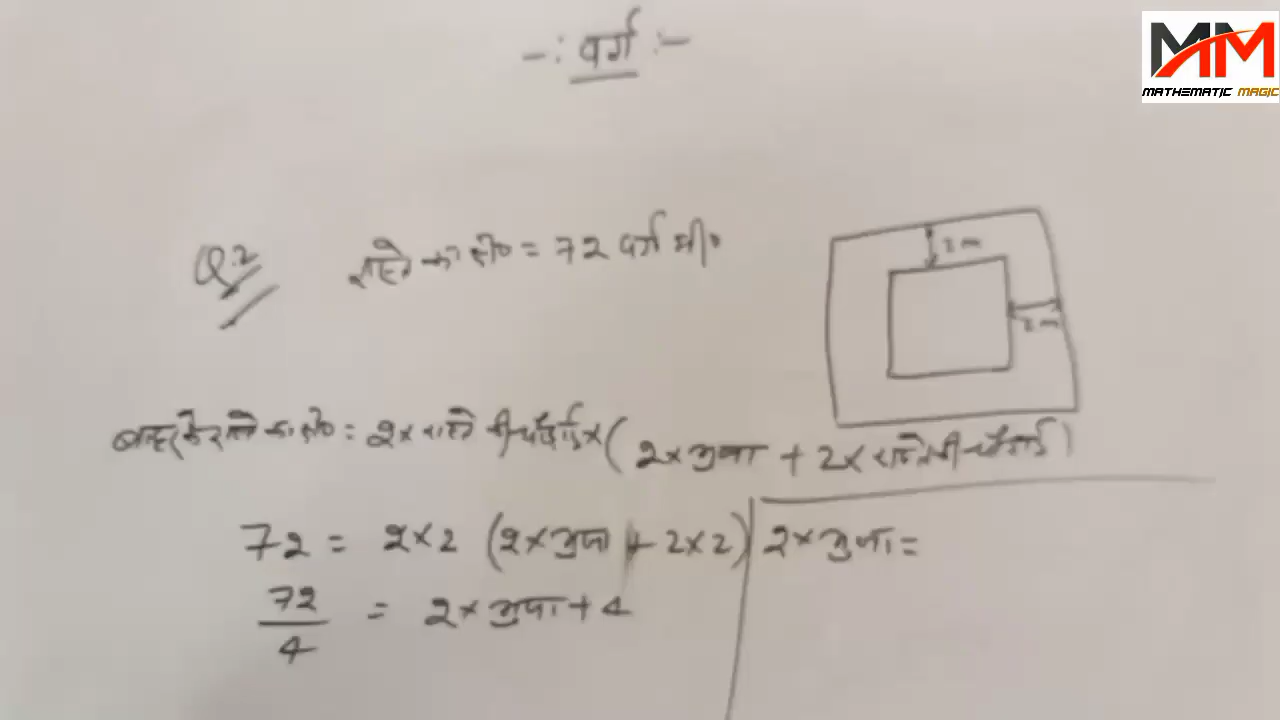 -: वर्ग :-
MM
MATHEMATIC MAGIC
Q.2 रास्ते का क्षे० = 72 वर्ग मी०
2 m
2 m
बाहर के रास्ते का क्षे० = 2 × रास्ते की चौड़ाई × ( 2 × भुजा + 2 × रास्ते की चौड़ाई )
72 = 2 × 2 (2 × भुजा + 2 × 2)
72/4 = 2 × भुजा + 4
2 × भुजा =